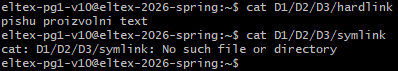 eltex-pg1-v10@eltex-2026-spring:~$ cat D1/D2/D3/hardlink
pishu proizvolni text
eltex-pg1-v10@eltex-2026-spring:~$ cat D1/D2/D3/symlink
cat: D1/D2/D3/symlink: No such file or directory
eltex-pg1-v10@eltex-2026-spring:~$